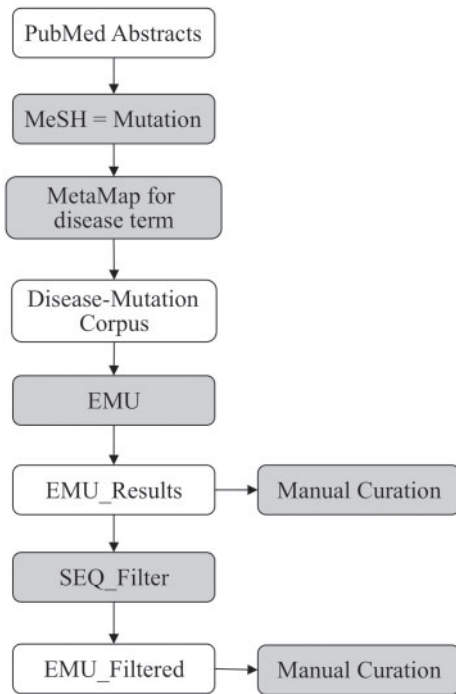 PubMed Abstracts
MeSH = Mutation
MetaMap for
disease term
Disease-Mutation
Corpus
EMU
EMU_Results
Manual Curation
SEQ_Filter
EMU_Filtered
Manual Curation